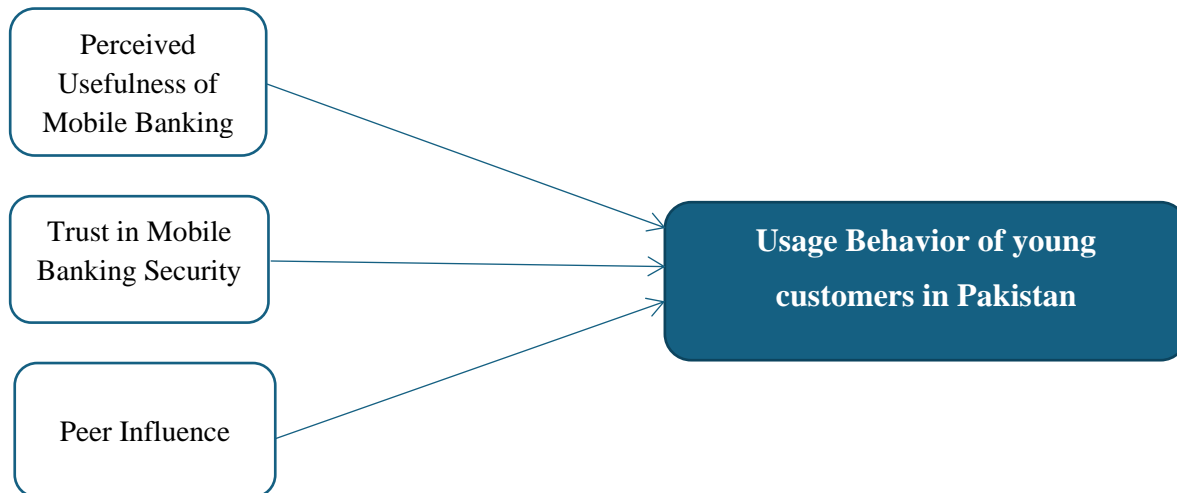 Perceived
Usefulness of
Mobile Banking
Trust in Mobile
Banking Security
Peer Influence
Usage Behavior of young
customers in Pakistan